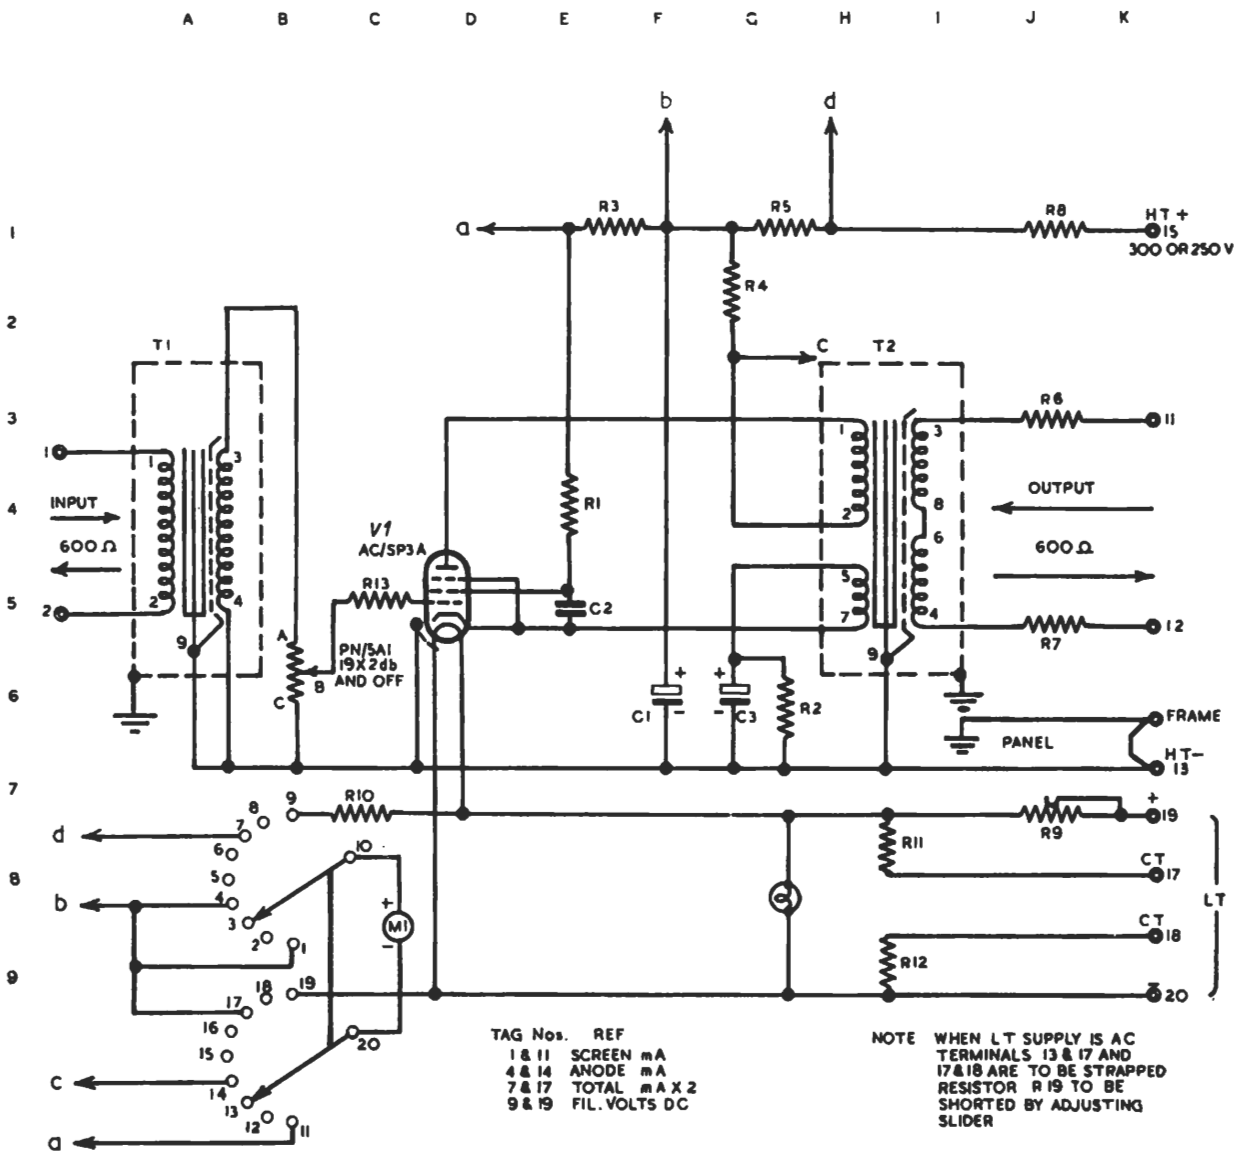 A B C D E F G H I J K
b d
1 a R3 R5 R8 HT+
15
300 OR 250 V
R4
2
T1 C T2
R6
3 1 3 11
1 1 3
4 INPUT R1 2 8 OUTPUT
V1
AC/SP3A
600Ω 6 600Ω
R13 5
5 2 2 4 C2 7 4 12
A PN/5A1 R7
9 19X2db 9
B AND OFF
6 C + +
C1 - - C3 R2 FRAME
PANEL
HT-
13
7 9 R10 +
8 19
d 7 R9
6 10 R11 CT
8 5 17
b 4 + LT
3 M1 CT
2 1 - 18
9 R12
18 19 -
17 20
16 20
15
c 14
13
12 11
a
TAG Nos. REF
1 & 11 SCREEN mA
4 & 14 ANODE mA
7 & 17 TOTAL mA X 2
9 & 19 FIL. VOLTS DC
NOTE WHEN LT SUPPLY IS AC
TERMINALS 13 & 17 AND
17 & 18 ARE TO BE STRAPPED
RESISTOR R19 TO BE
SHORTED BY ADJUSTING
SLIDER